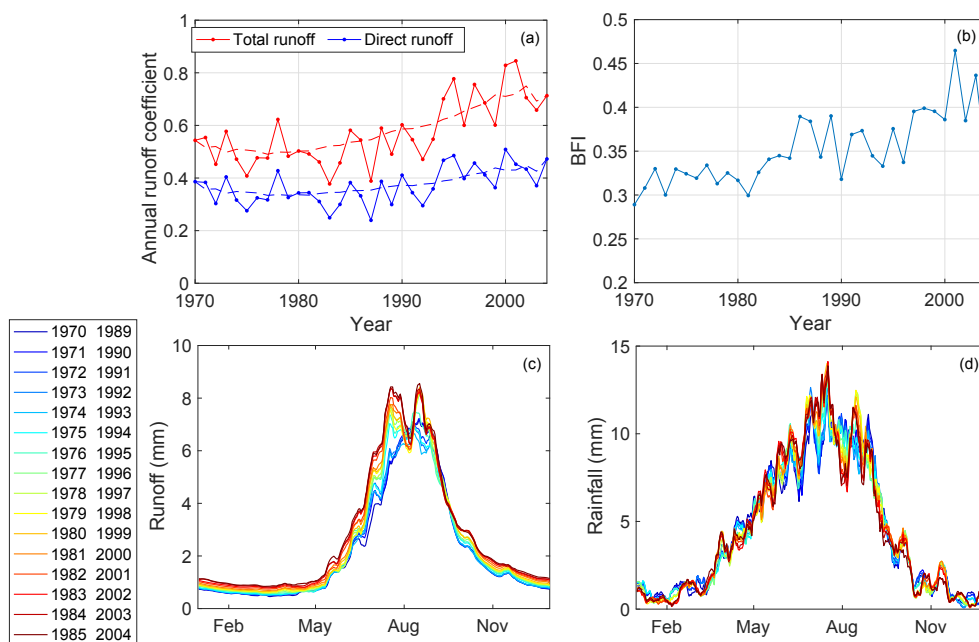 (a)
Total runoff
Direct runoff
Annual runoff coefficient
1
0.8
0.6
0.4
0.2
0
1970
1980
1990
2000
Year
(b)
BFI
0.45
0.4
0.35
0.3
0.25
0.2
1970
1980
1990
2000
Year
1970 1989
1971 1990
1972 1991
1973 1992
1974 1993
1975 1994
1976 1995
1977 1996
1978 1997
1979 1998
1980 1999
1981 2000
1982 2001
1983 2002
1984 2003
1985 2004
(c)
Runoff (mm)
10
8
6
4
2
0
Feb
May
Aug
Nov
(d)
Rainfall (mm)
15
10
5
0
Feb
May
Aug
Nov